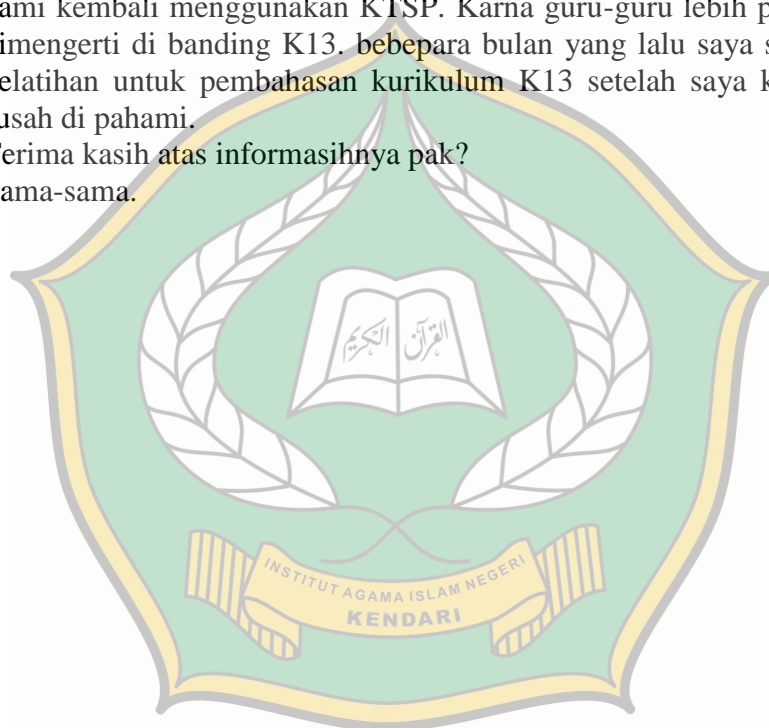 ami kembali menggunakan KTSP. Karna guru-guru lebih p
imengerti di banding K13. bebepara bulan yang lalu saya s
elatihan untuk pembahasan kurikulum K13 setelah saya k
usah di pahami.
erima kasih atas informasihnya pak?
ama-sama.
القرآن الكريم
INSTITUT AGAMA ISLAM NEGERI
KENDARI